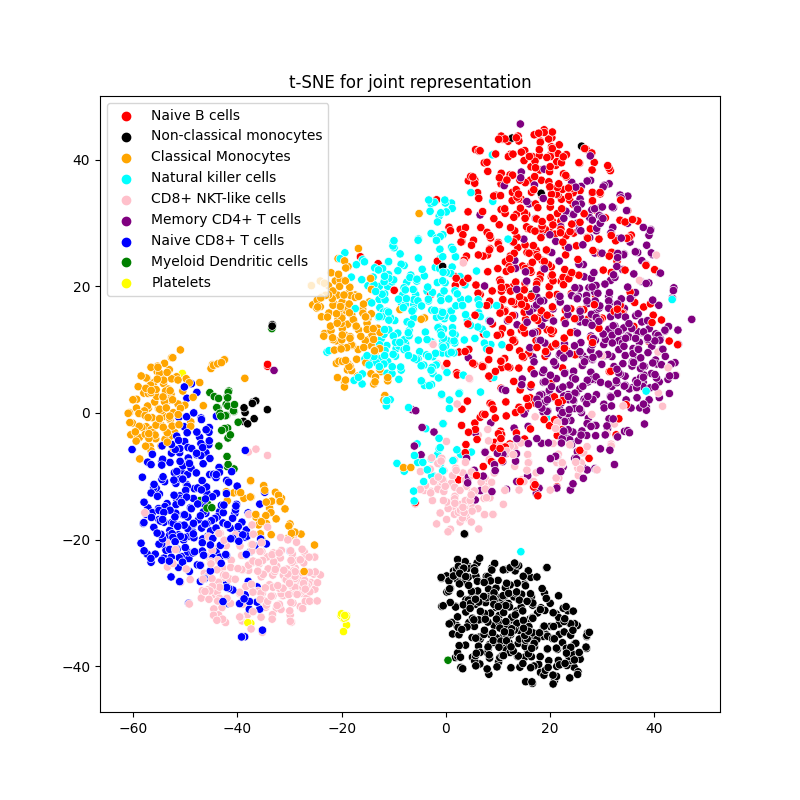 t-SNE for joint representation
Naive B cells
Non-classical monocytes
Classical Monocytes
Natural killer cells
CD8+ NKT-like cells
Memory CD4+ T cells
Naive CD8+ T cells
Myeloid Dendritic cells
Platelets
40
20
0
−20
−40
−60 −40 −20 0 20 40